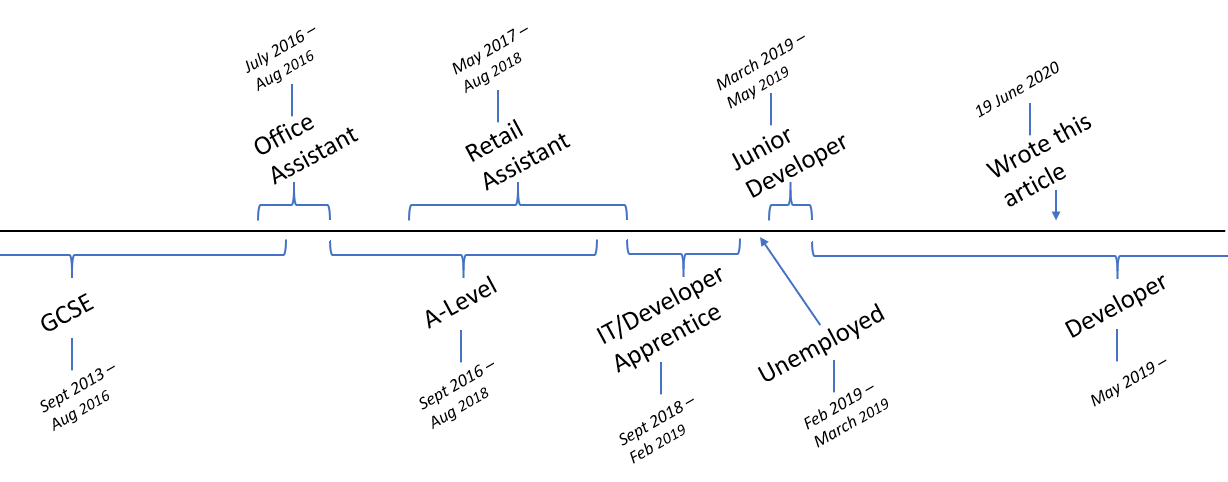 July 2016 –
Aug 2016
Office
Assistant
May 2017 –
Aug 2018
Retail
Assistant
March 2019 –
May 2019
Junior
Developer
19 June 2020
Wrote this
article
GCSE
Sept 2013 –
Aug 2016
A-Level
Sept 2016 –
Aug 2018
IT/Developer
Apprentice
Sept 2018 –
Feb 2019
Unemployed
Feb 2019 –
March 2019
Developer
May 2019 –